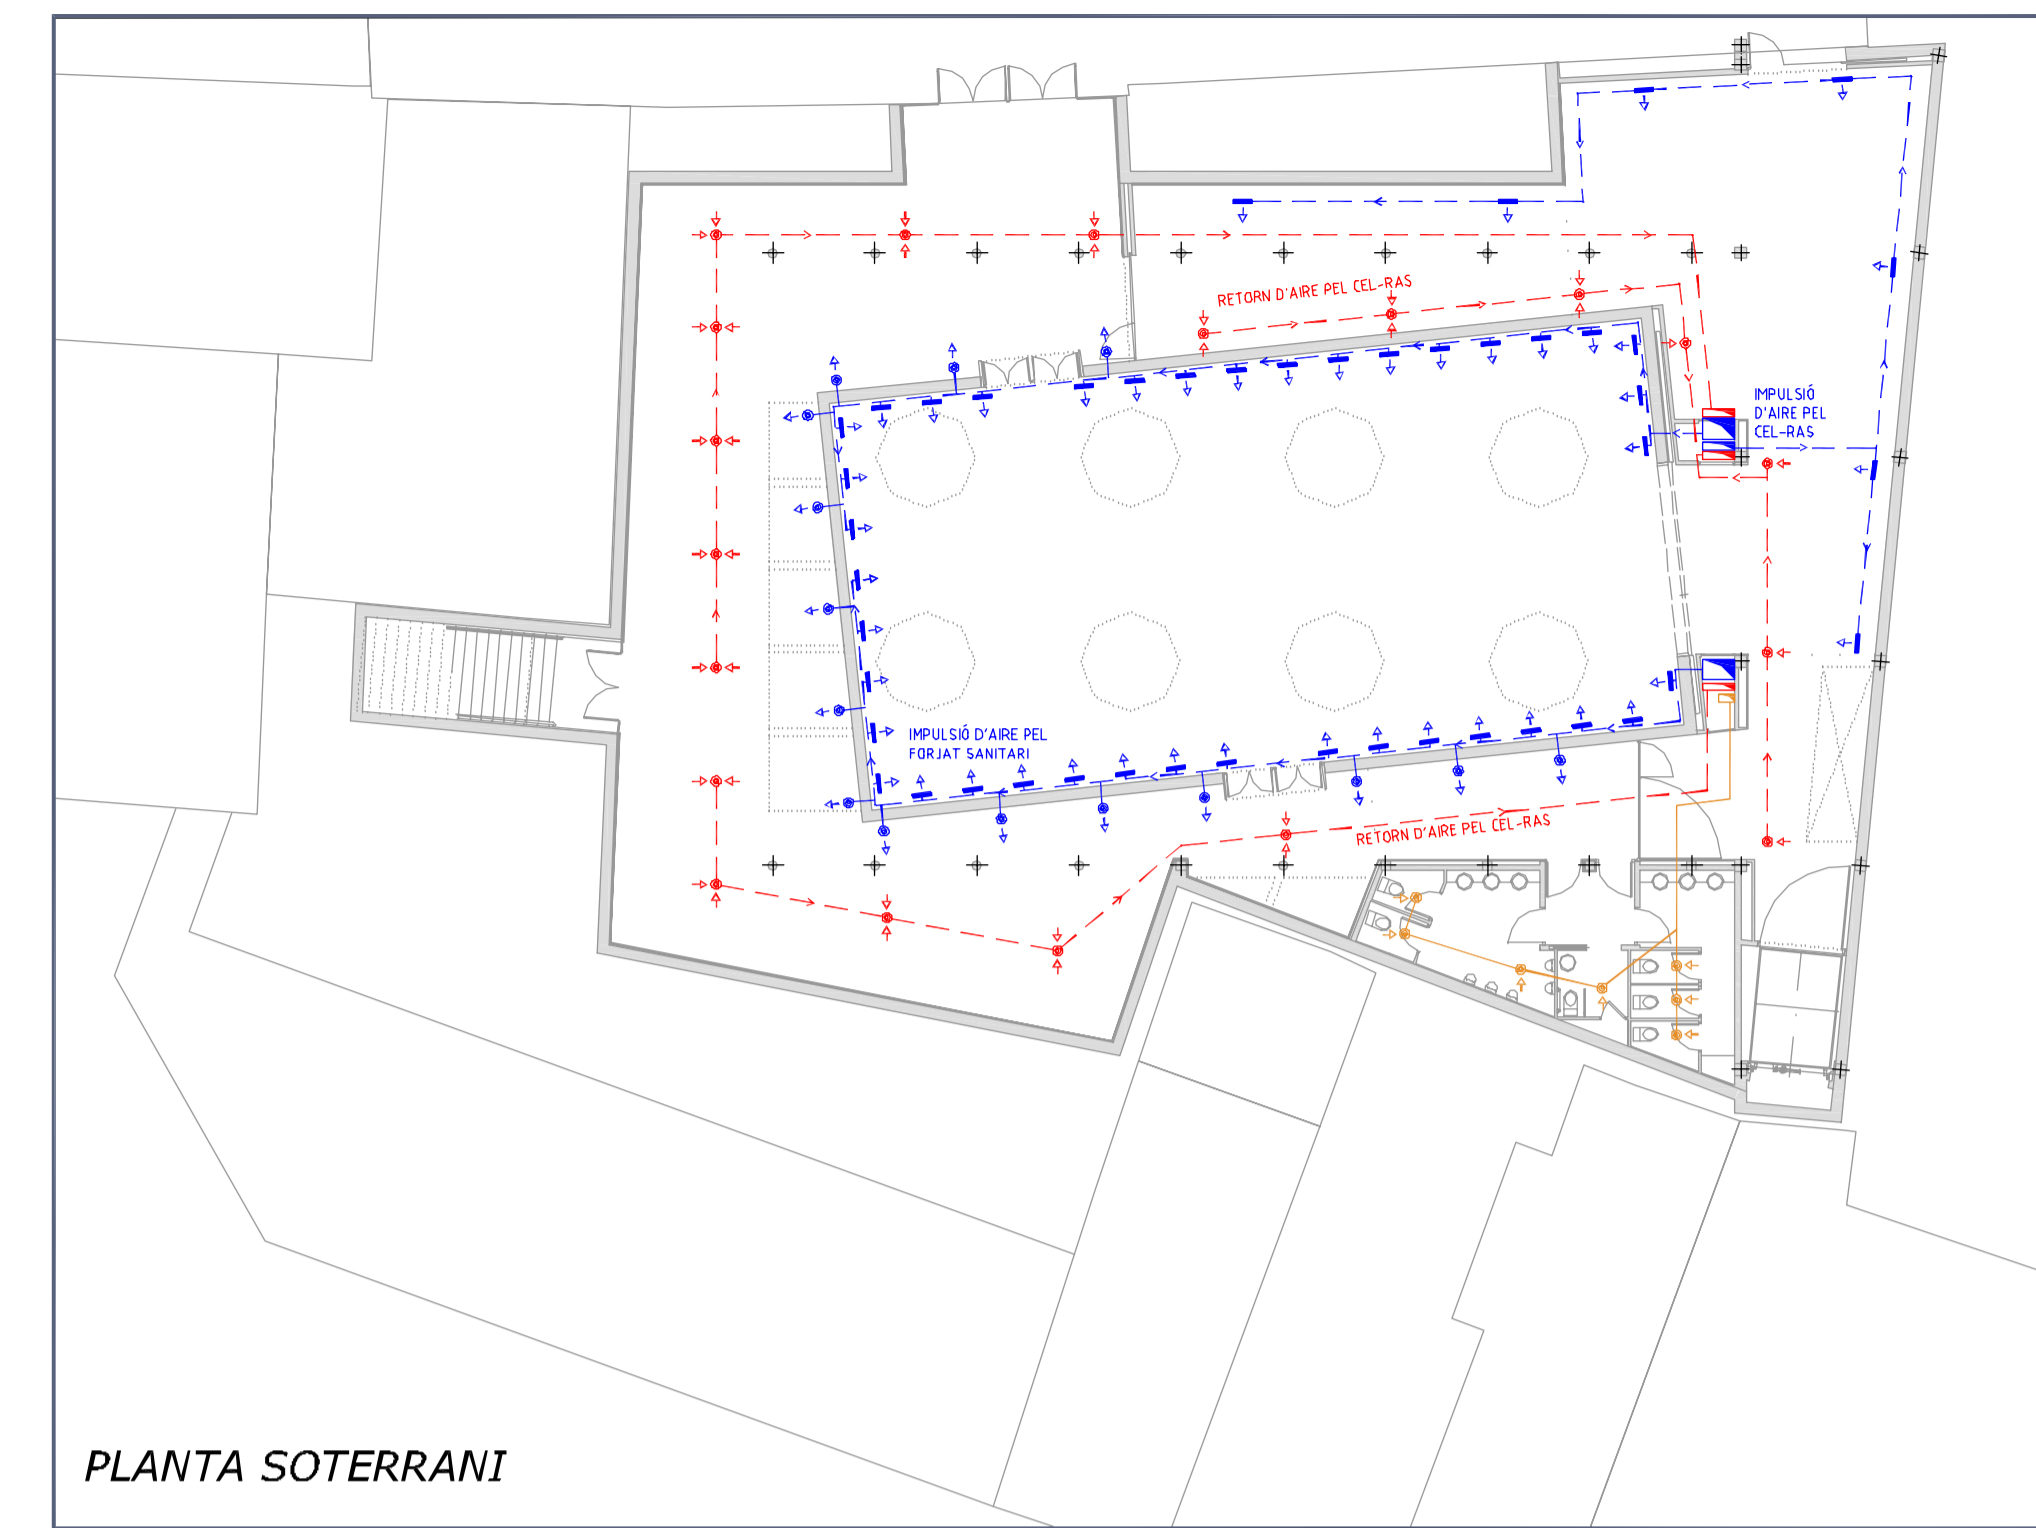 RETORN D'AIRE PEL CEL-RAS
IMPULSIÓ
D'AIRE PEL
CEL-RAS
IMPULSIÓ D'AIRE PEL
FORJAT SANITARI
RETORN D'AIRE PEL CEL-RAS
PLANTA SOTERRANI